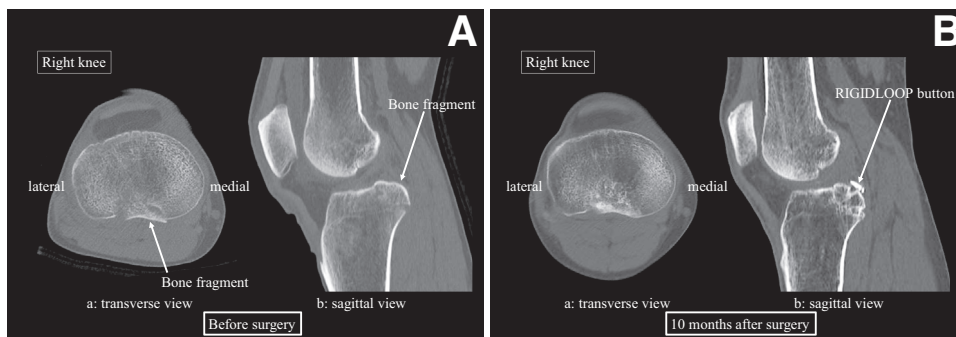 A
Right knee
Bone fragment
lateral
medial
Bone fragment
a: transverse view
b: sagittal view
Before surgery
B
Right knee
RIGIDLOOP button
lateral
medial
a: transverse view
b: sagittal view
10 months after surgery